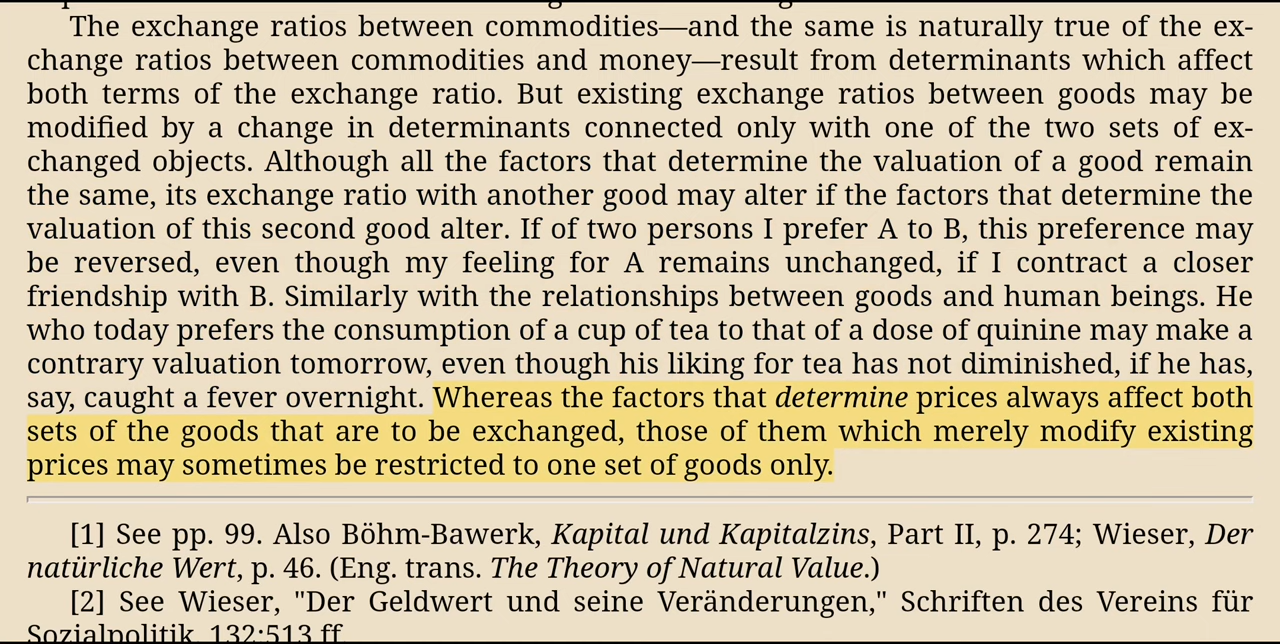 The exchange ratios between commodities—and the same is naturally true of the ex-
change ratios between commodities and money—result from determinants which affect
both terms of the exchange ratio. But existing exchange ratios between goods may be
modified by a change in determinants connected only with one of the two sets of ex-
changed objects. Although all the factors that determine the valuation of a good remain
the same, its exchange ratio with another good may alter if the factors that determine the
valuation of this second good alter. If of two persons I prefer A to B, this preference may
be reversed, even though my feeling for A remains unchanged, if I contract a closer
friendship with B. Similarly with the relationships between goods and human beings. He
who today prefers the consumption of a cup of tea to that of a dose of quinine may make a
contrary valuation tomorrow, even though his liking for tea has not diminished, if he has,
say, caught a fever overnight. Whereas the factors that determine prices always affect both
sets of the goods that are to be exchanged, those of them which merely modify existing
prices may sometimes be restricted to one set of goods only.
[1] See pp. 99. Also Böhm-Bawerk, Kapital und Kapitalzins, Part II, p. 274; Wieser, Der
natürliche Wert, p. 46. (Eng. trans. The Theory of Natural Value.)
[2] See Wieser, "Der Geldwert und seine Veränderungen," Schriften des Vereins für
Sozialpolitik, 132:513 ff.